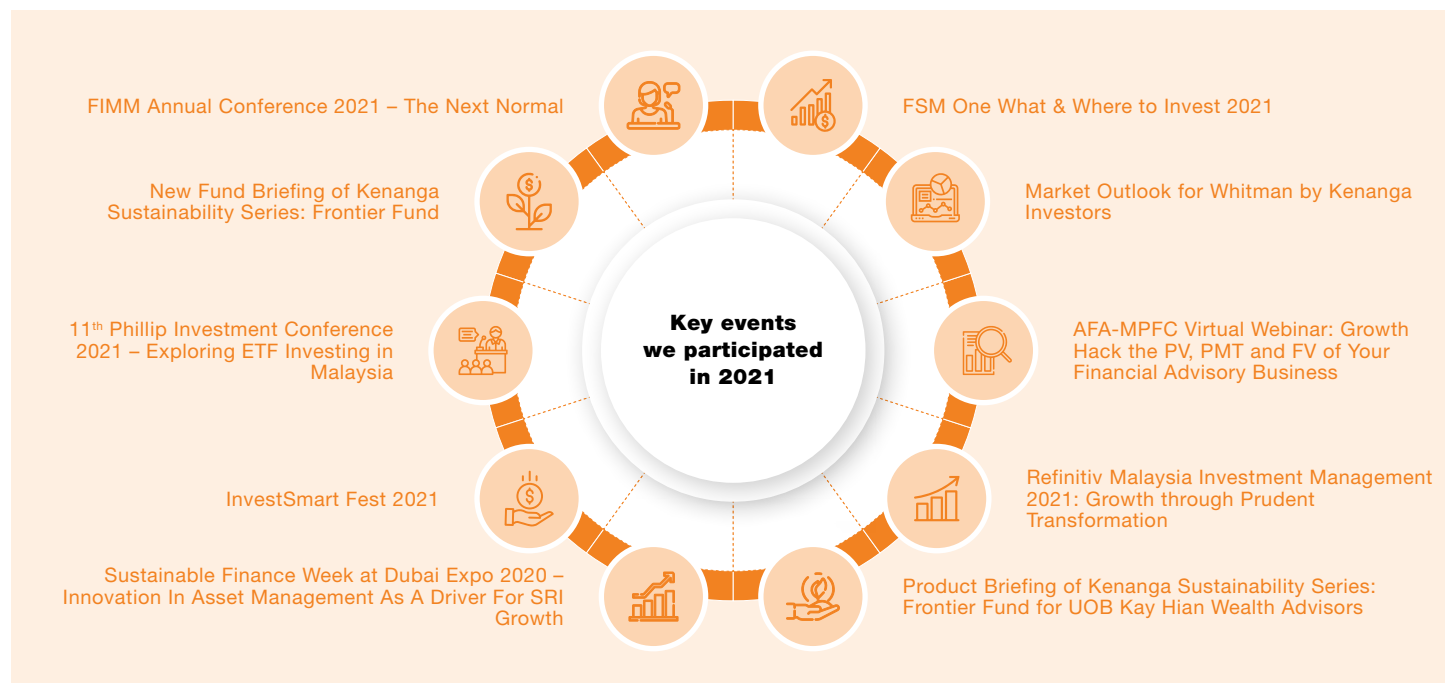 FIMM Annual Conference 2021 – The Next Normal
FSM One What & Where to Invest 2021
New Fund Briefing of Kenanga
Sustainability Series: Frontier Fund
Market Outlook for Whitman by Kenanga
Investors
11th Phillip Investment Conference
2021 – Exploring ETF Investing in
Malaysia
Key events
we participated
in 2021
AFA-MPFC Virtual Webinar: Growth
Hack the PV, PMT and FV of Your
Financial Advisory Business
InvestSmart Fest 2021
Refinitiv Malaysia Investment Management
2021: Growth through Prudent
Transformation
Sustainable Finance Week at Dubai Expo 2020 –
Innovation In Asset Management As A Driver For SRI
Growth
Product Briefing of Kenanga Sustainability Series:
Frontier Fund for UOB Kay Hian Wealth Advisors